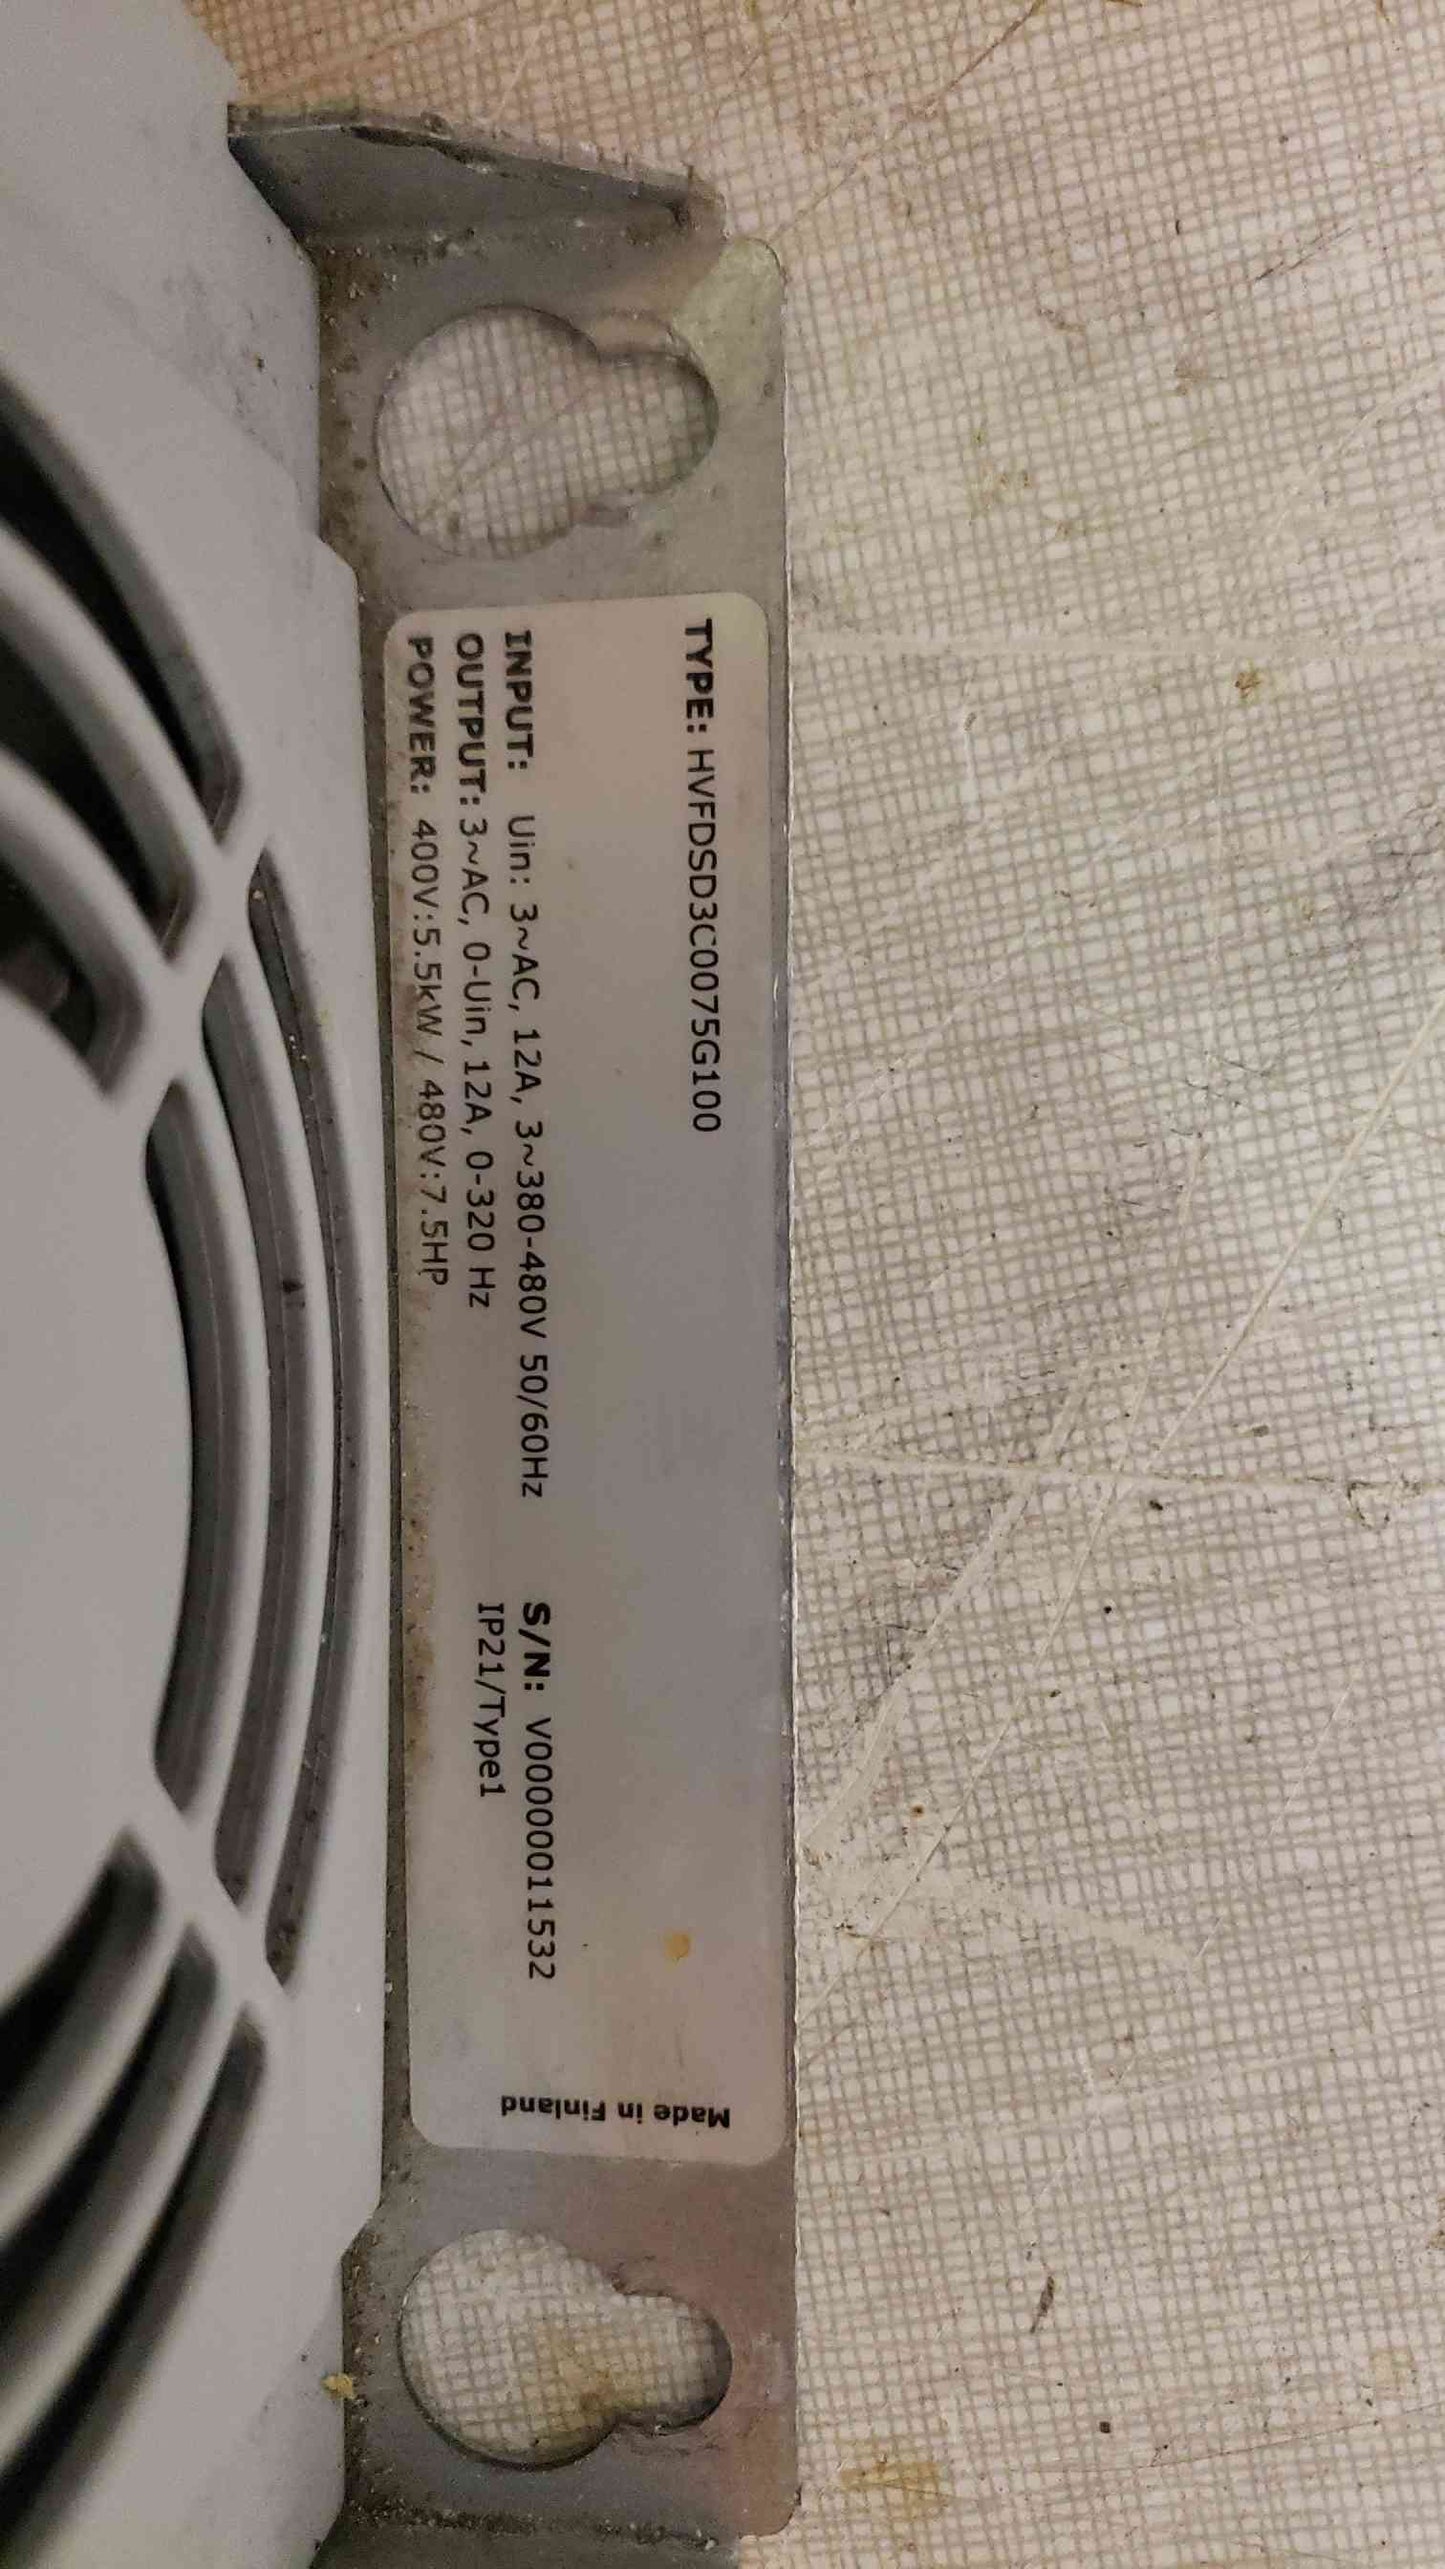 TYPE: HVFDSD3C0075G100
INPUT: Uin: 3~AC, 12A, 3~380-480V 50/60Hz
OUTPUT: 3~AC, 0-Uin, 12A, 0-320 Hz
POWER: 400V:5.5kW / 480V:7.5HP
S/N: V00000011532
IP21/Type1
Made in Finland